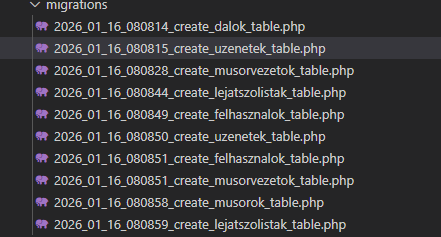 migrations
2026_01_16_080814_create_dalok_table.php
2026_01_16_080815_create_uzenetek_table.php
2026_01_16_080828_create_musorvezetok_table.php
2026_01_16_080844_create_lejatszolistak_table.php
2026_01_16_080849_create_felhasznalok_table.php
2026_01_16_080850_create_uzenetek_table.php
2026_01_16_080851_create_felhasznalok_table.php
2026_01_16_080851_create_musorvezetok_table.php
2026_01_16_080858_create_musorok_table.php
2026_01_16_080859_create_lejatszolistak_table.php